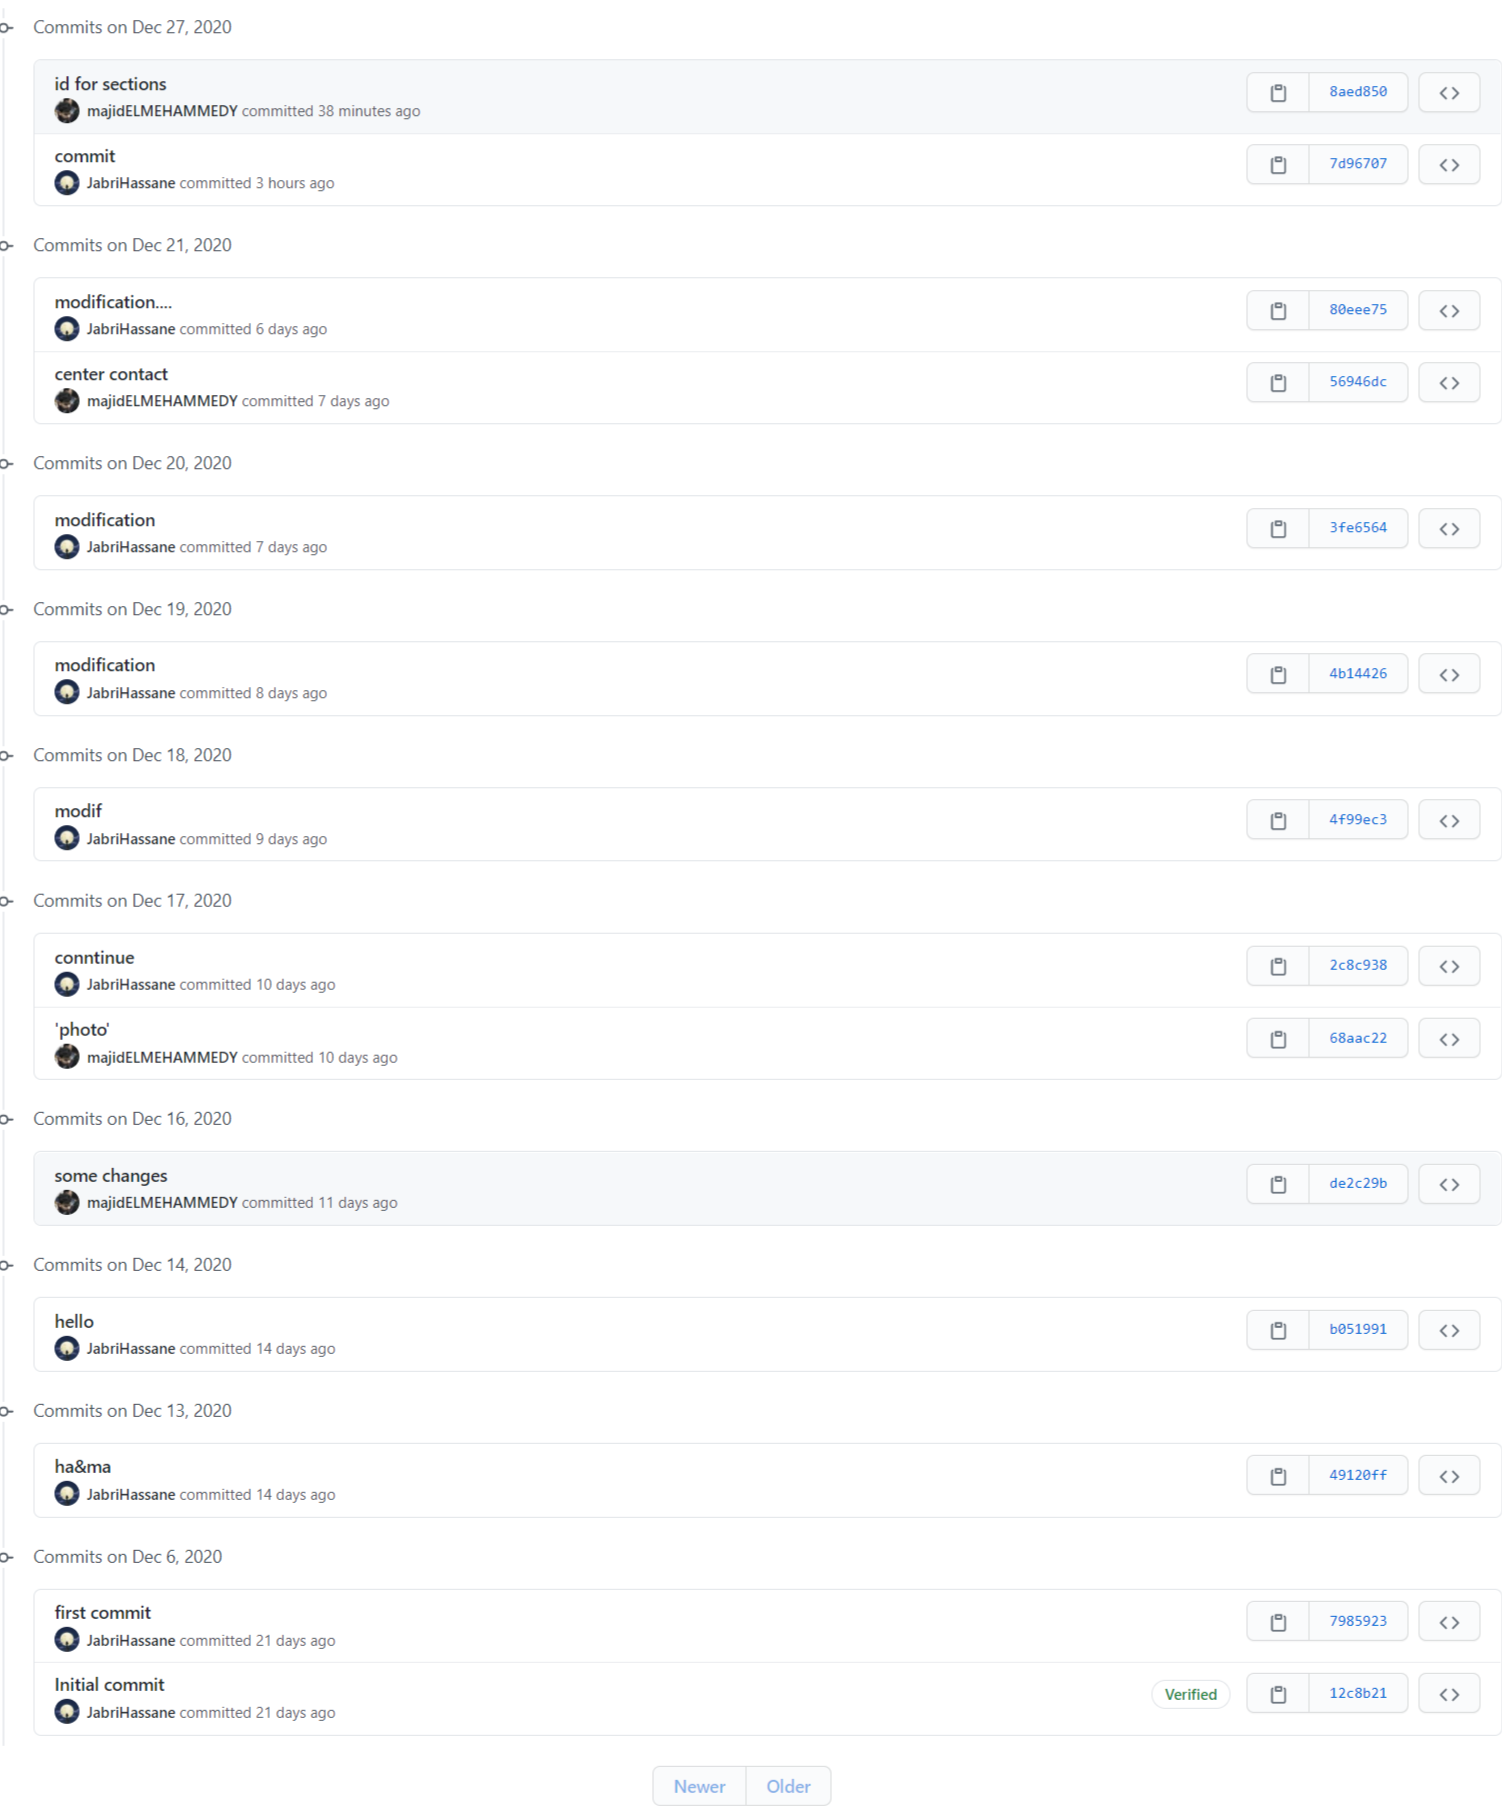 Commits on Dec 27, 2020
id for sections
majidELMEHAMMEDY committed 38 minutes ago
8aed850
commit
JabriHassane committed 3 hours ago
7d96707
Commits on Dec 21, 2020
modification....
JabriHassane committed 6 days ago
80eee75
center contact
majidELMEHAMMEDY committed 7 days ago
56946dc
Commits on Dec 20, 2020
modification
JabriHassane committed 7 days ago
3fe6564
Commits on Dec 19, 2020
modification
JabriHassane committed 8 days ago
4b14426
Commits on Dec 18, 2020
modif
JabriHassane committed 9 days ago
4f99ec3
Commits on Dec 17, 2020
conntinue
JabriHassane committed 10 days ago
2c8c938
'photo'
majidELMEHAMMEDY committed 10 days ago
68aac22
Commits on Dec 16, 2020
some changes
majidELMEHAMMEDY committed 11 days ago
de2c29b
Commits on Dec 14, 2020
hello
JabriHassane committed 14 days ago
b051991
Commits on Dec 13, 2020
ha&ma
JabriHassane committed 14 days ago
49120ff
Commits on Dec 6, 2020
first commit
JabriHassane committed 21 days ago
7985923
Initial commit
JabriHassane committed 21 days ago
Verified
12c8b21
Newer
Older